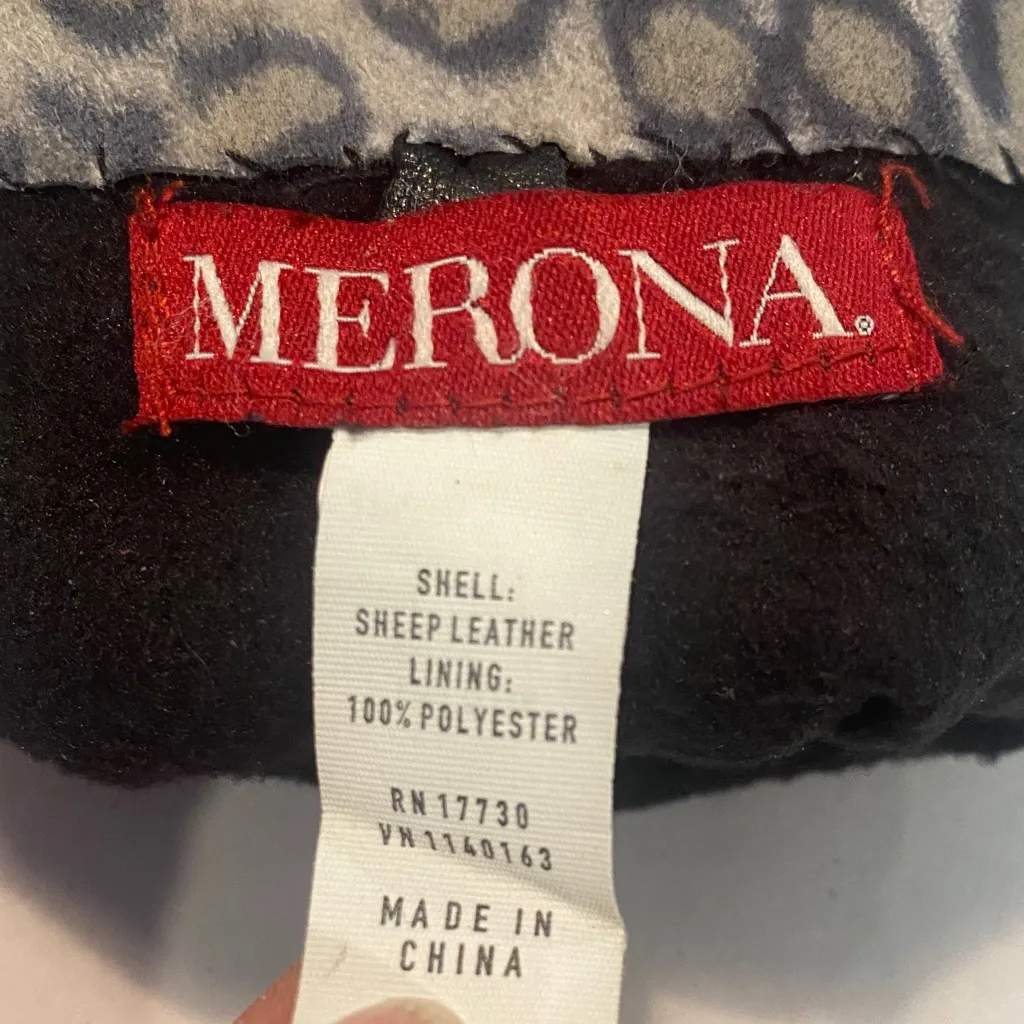 MERONA®
SHELL:
SHEEP LEATHER
LINING:
100% POLYESTER
RN 17730
VN 1140163
MADE IN
CHINA